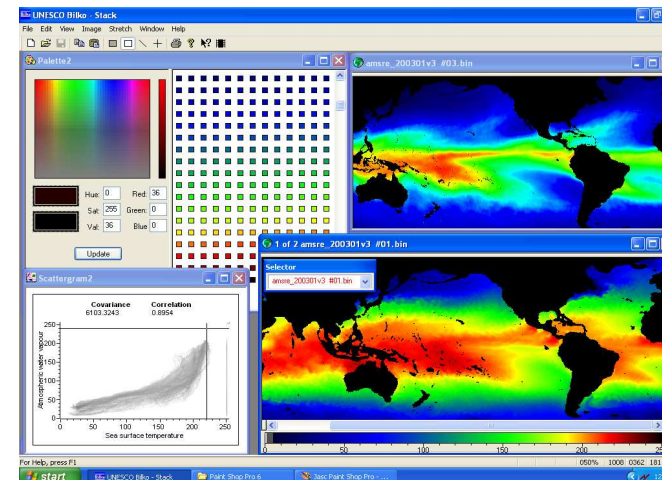 UNESCO Bilko - Stack
File Edit View Image Stretch Window Help
Palette2
Hue: 0 Red: 36
Sat: 255 Green: 0
Val: 36 Blue 0
Update
amsre_200301v3 #03.bin
1 of 2 amsre_200301v3 #01.bin
Selector
amsre_200301v3 #01.bin
50 100 150 200 25
Scattergram2
Covariance Correlation
6103.3243 0.8954
Atmospheric water vapour
250
200
150
100
50
0
0 50 100 150 200 250
Sea surface temperature
For Help, press F1
050% 1008 0362 181
start UNESCO Bilko - Stack Paint Shop Pro 6 Jasc Paint Shop Pro - ...
12